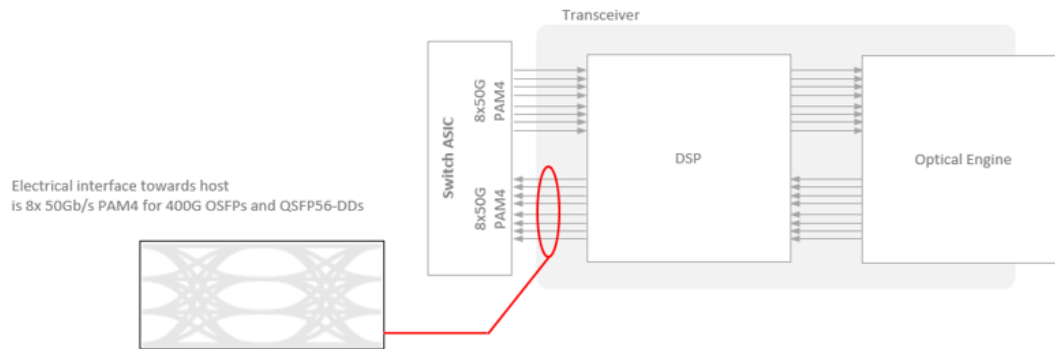 Transceiver
8x50G
PAM4
Switch ASIC
DSP
Optical Engine
8x50G
PAM4
Electrical interface towards host
is 8x 50Gb/s PAM4 for 400G OSFPs and QSFP56-DDs